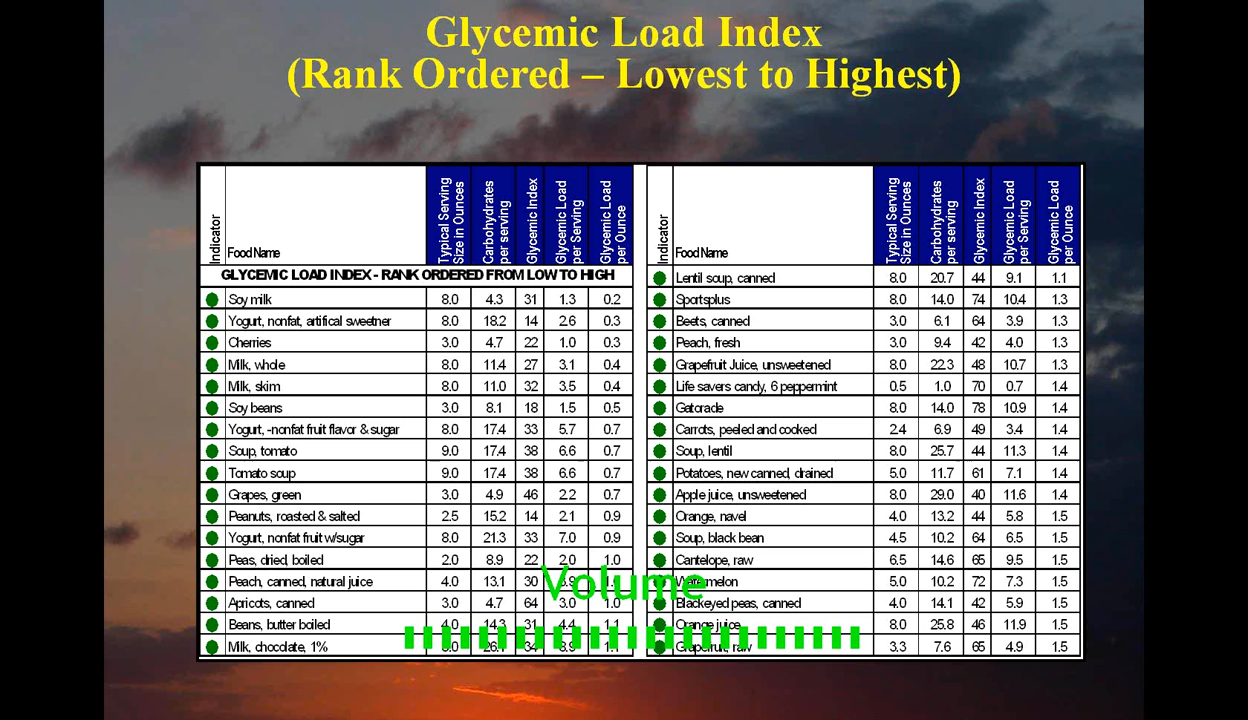 Glycemic Load Index
(Rank Ordered – Lowest to Highest)
Indicator Food Name Typical Serving Size in Ounces Carbohydrates per serving Glycemic Index Glycemic Load per Serving Glycemic Load per Ounce
GLYCEMIC LOAD INDEX - RANK ORDERED FROM LOW TO HIGH
Soy milk 8.0 4.3 31 1.3 0.2
Yogurt, nonfat, artifical sweetner 8.0 18.2 14 2.6 0.3
Cherries 3.0 4.7 22 1.0 0.3
Milk, whole 8.0 11.4 27 3.1 0.4
Milk, skim 8.0 11.0 32 3.5 0.4
Soy beans 3.0 8.1 18 1.5 0.5
Yogurt, -nonfat fruit flavor & sugar 8.0 17.4 33 5.7 0.7
Soup, tomato 9.0 17.4 38 6.6 0.7
Tomato soup 9.0 17.4 38 6.6 0.7
Grapes, green 3.0 4.9 46 2.2 0.7
Peanuts, roasted & salted 2.5 15.2 14 2.1 0.9
Yogurt, nonfat fruit w/sugar 8.0 21.3 33 7.0 0.9
Peas, dried, boiled 2.0 8.9 22 2.0 1.0
Peach, canned, natural juice 4.0 13.1 30
Apricots, canned 3.0 4.7 64 3.0 1.0
Beans, butter boiled 4.0 14.3 31 4.4 1.1
Milk, chocolate, 1% 34
Indicator Food Name Typical Serving Size in Ounces Carbohydrates per serving Glycemic Index Glycemic Load per Serving Glycemic Load per Ounce
Lentil soup, canned 8.0 20.7 44 9.1 1.1
Sportsplus 8.0 14.0 74 10.4 1.3
Beets, canned 3.0 6.1 64 3.9 1.3
Peach, fresh 3.0 9.4 42 4.0 1.3
Grapefruit Juice, unsweetened 8.0 22.3 48 10.7 1.3
Life savers candy, 6 peppermint 0.5 1.0 70 0.7 1.4
Gatorade 8.0 14.0 78 10.9 1.4
Carrots, peeled and cooked 2.4 6.9 49 3.4 1.4
Soup, lentil 8.0 25.7 44 11.3 1.4
Potatoes, new canned, drained 5.0 11.7 61 7.1 1.4
Apple juice, unsweetened 8.0 29.0 40 11.6 1.4
Orange, navel 4.0 13.2 44 5.8 1.5
Soup, black bean 4.5 10.2 64 6.5 1.5
Cantelope, raw 6.5 14.6 65 9.5 1.5
Watermelon 5.0 10.2 72 7.3 1.5
Blackeyed peas, canned 4.0 14.1 42 5.9 1.5
Orange juice 8.0 25.8 46 11.9 1.5
Grapefruit, raw 3.3 7.6 65 4.9 1.5
Volume